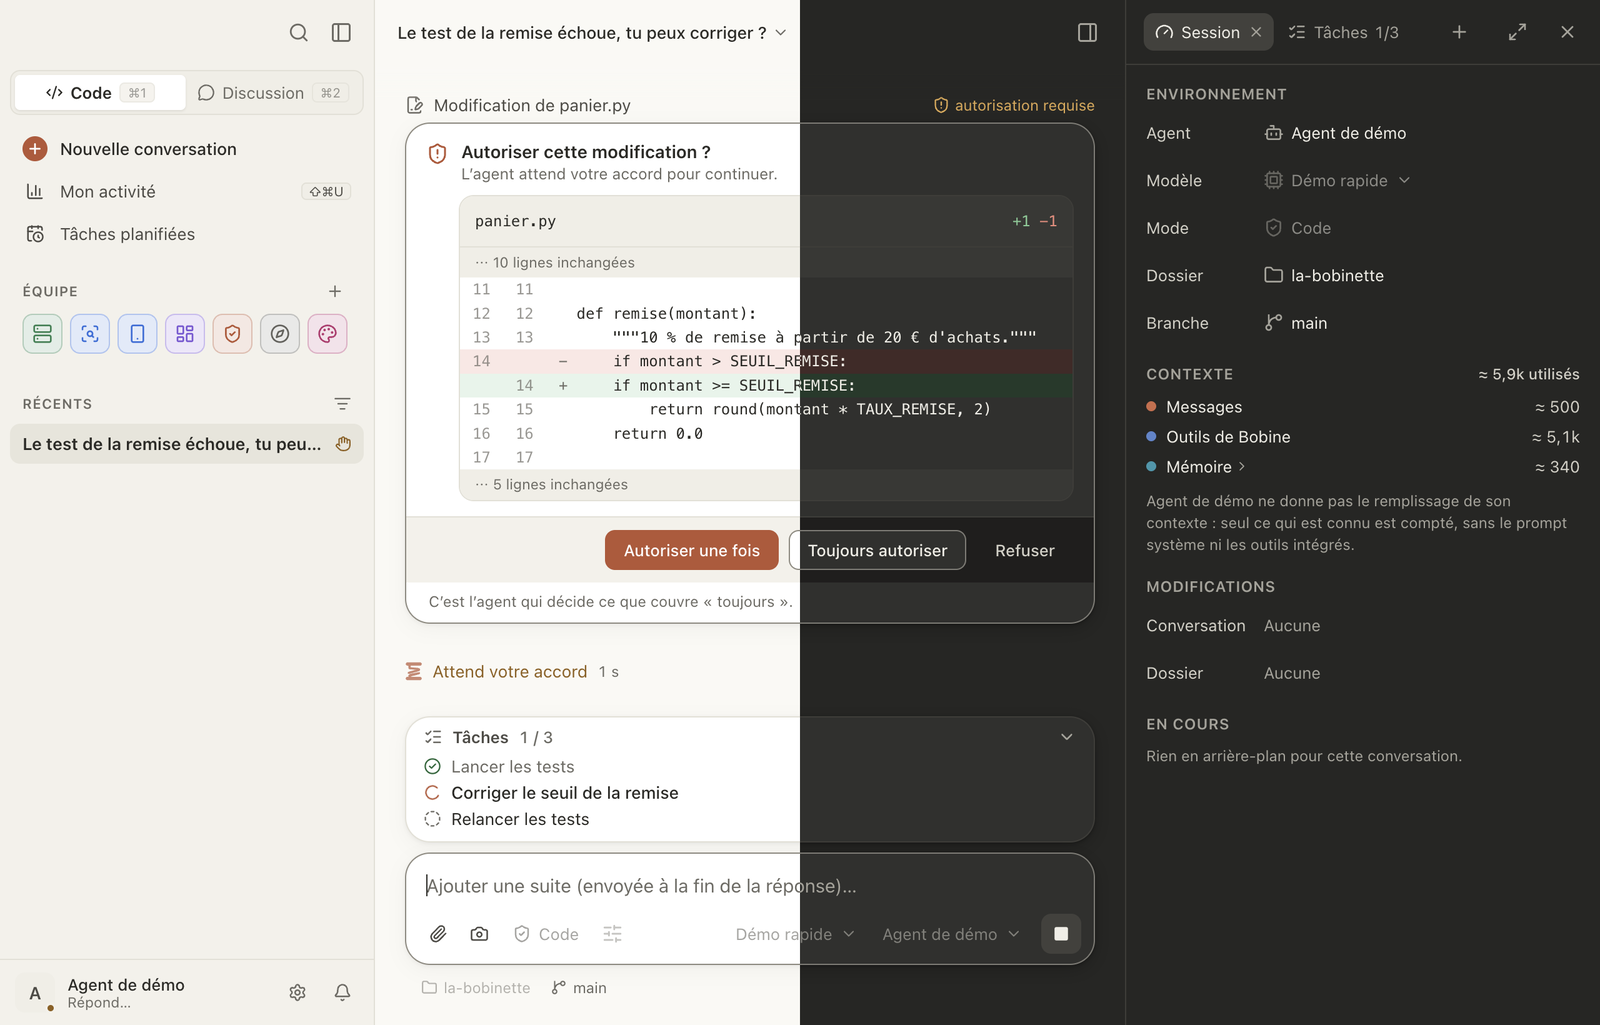 Code ⌘1 Discussion ⌘2
Nouvelle conversation
Mon activité ⇧⌘U
Tâches planifiées
ÉQUIPE
RÉCENTS
Le test de la remise échoue, tu peu...
A
Agent de démo
Répond...
Le test de la remise échoue, tu peux corriger ?
Modification de panier.py
autorisation requise
Autoriser cette modification ?
L'agent attend votre accord pour continuer.
panier.py +1 −1
··· 10 lignes inchangées
11 11
12 12 def remise(montant):
13 13 """10 % de remise à partir de 20 € d'achats."""
14 − if montant > SEUIL_REMISE:
14 + if montant >= SEUIL_REMISE:
15 15 return round(montant * TAUX_REMISE, 2)
16 16 return 0.0
17 17
··· 5 lignes inchangées
Autoriser une fois Toujours autoriser Refuser
C'est l'agent qui décide ce que couvre « toujours ».
Attend votre accord 1 s
Tâches 1 / 3
Lancer les tests
Corriger le seuil de la remise
Relancer les tests
Ajouter une suite (envoyée à la fin de la réponse)...
Code Démo rapide Agent de démo
la-bobinette main
Session Tâches 1/3
ENVIRONNEMENT
Agent Agent de démo
Modèle Démo rapide
Mode Code
Dossier la-bobinette
Branche main
CONTEXTE ≈ 5,9k utilisés
Messages ≈ 500
Outils de Bobine ≈ 5,1k
Mémoire ≈ 340
Agent de démo ne donne pas le remplissage de son
contexte : seul ce qui est connu est compté, sans le prompt
système ni les outils intégrés.
MODIFICATIONS
Conversation Aucune
Dossier Aucune
EN COURS
Rien en arrière-plan pour cette conversation.